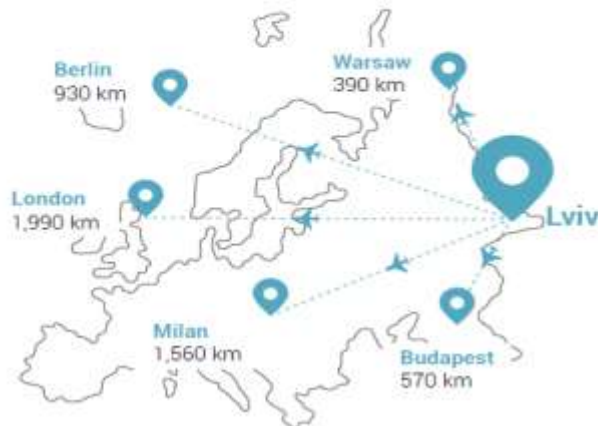 Berlin
930 km
Warsaw
390 km
London
1,990 km
Lviv
Milan
1,560 km
Budapest
570 km